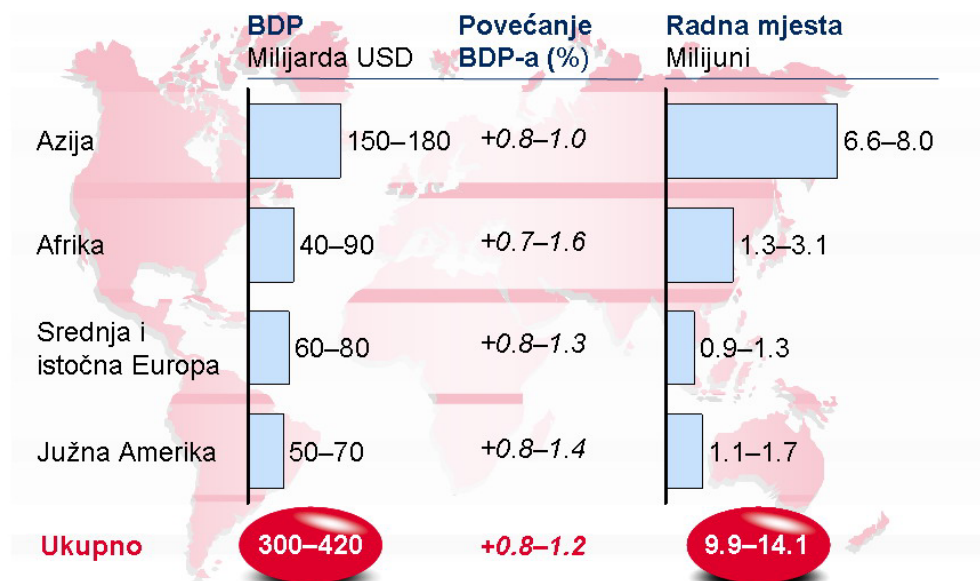 BDP Povećanje Radna mjesta
Milijarda USD BDP-a (%) Milijuni
Azija 150–180 +0.8–1.0 6.6–8.0
Afrika 40–90 +0.7–1.6 1.3–3.1
Srednja i
istočna Europa 60–80 +0.8–1.3 0.9–1.3
Južna Amerika 50–70 +0.8–1.4 1.1–1.7
Ukupno 300–420 +0.8–1.2 9.9–14.1